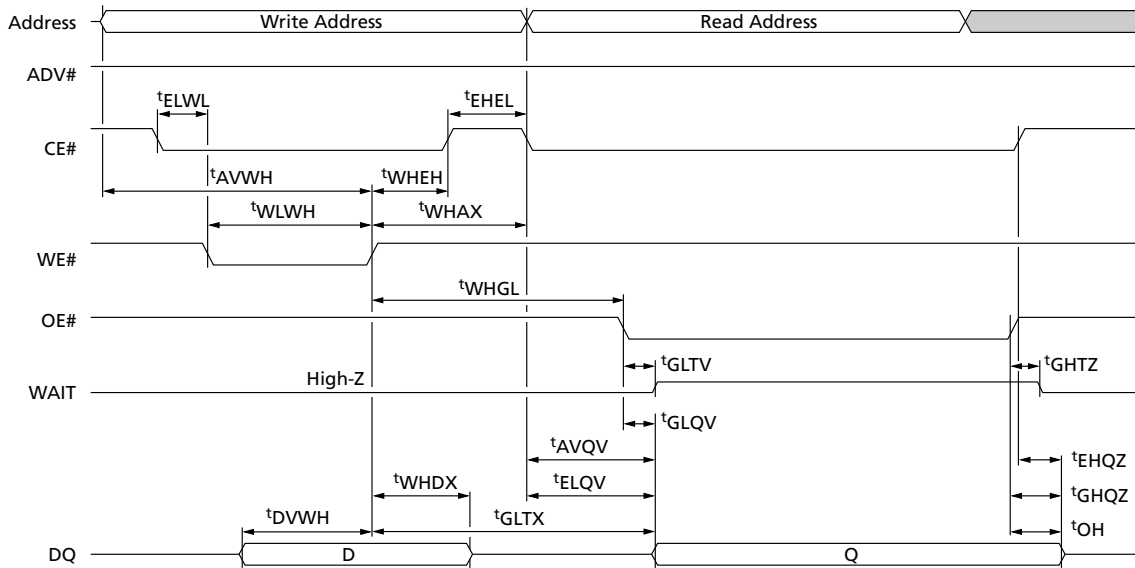 Address Write Address Read Address
ADV#
tELWL tEHEL
CE#
tAVWH tWHEH
tWLWH tWHAX
WE#
tWHGL
OE#
tGLTV tGHTZ
High-Z
WAIT
tGLQV
tAVQV tEHQZ
tWHDX tELQV tGHQZ
tDVWH tGLTX tOH
DQ D Q